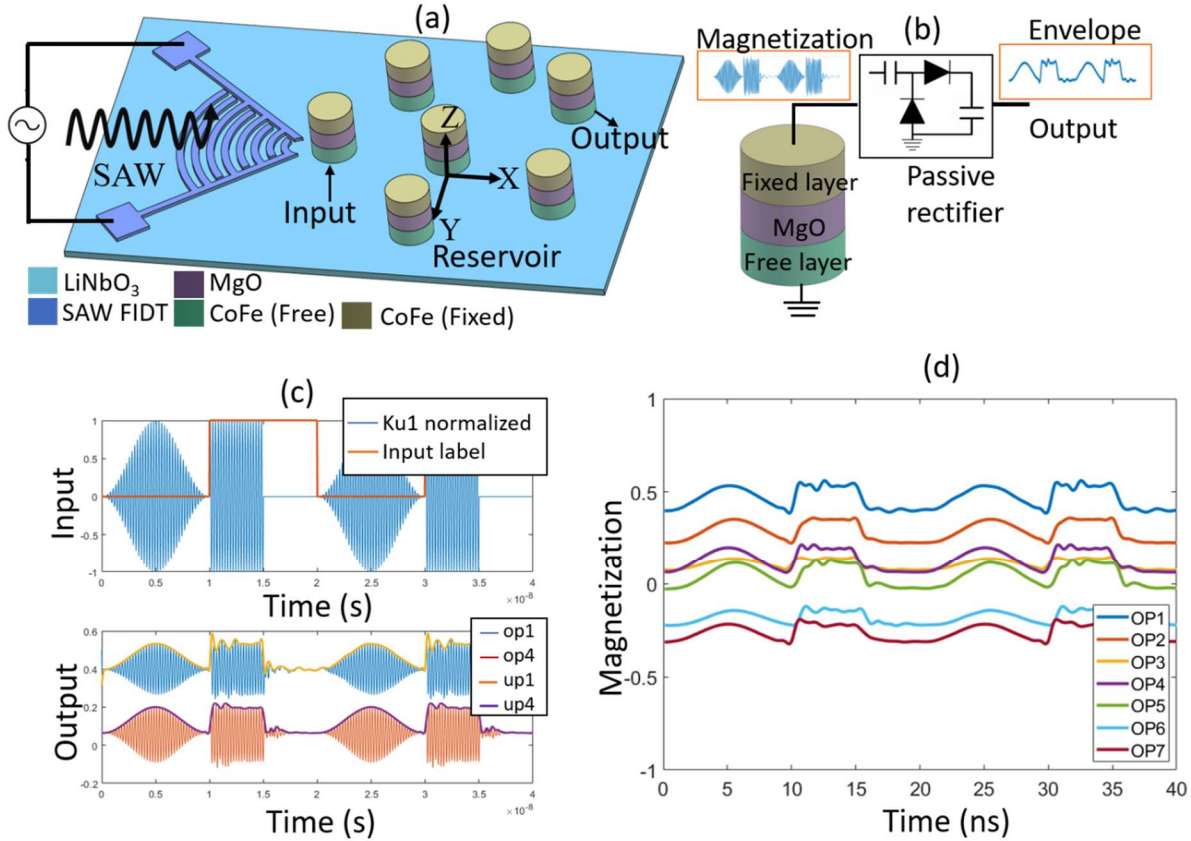 (a)
SAW
Input
Z
X
Y
Output
Reservoir
LiNbO3
MgO
SAW FIDT
CoFe (Free)
CoFe (Fixed)
(b)
Magnetization
Envelope
Output
Passive
rectifier
Fixed layer
MgO
Free layer
(c)
Ku1 normalized
Input label
Input
1
0.5
0
-0.5
-1
0 0.5 1 1.5 2 2.5 3 3.5 4
×10⁻⁸
Time (s)
op1
op4
up1
up4
Output
0.6
0.4
0.2
0
-0.2
0 0.5 1 1.5 2 2.5 3 3.5 4
×10⁻⁸
Time (s)
(d)
Magnetization
1
0.5
0
-0.5
-1
OP1
OP2
OP3
OP4
OP5
OP6
OP7
0 5 10 15 20 25 30 35 40
Time (ns)